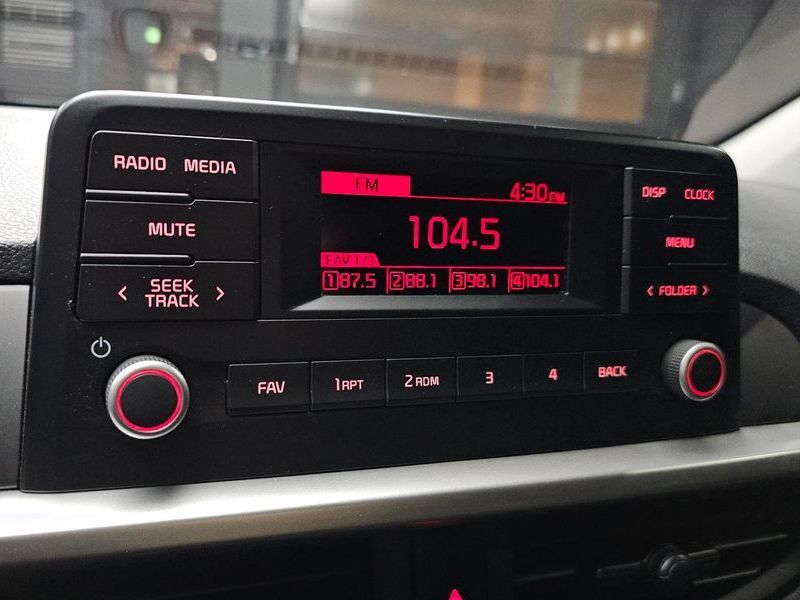 RADIO MEDIA
MUTE
< SEEK TRACK >
FM 4:30 PM
104.5
FAV 1/1
1 87.5 2 88.1 3 98.1 4 104.1
DISP CLOCK
MENU
< FOLDER >
FAV 1 RPT 2 RDM 3 4 BACK